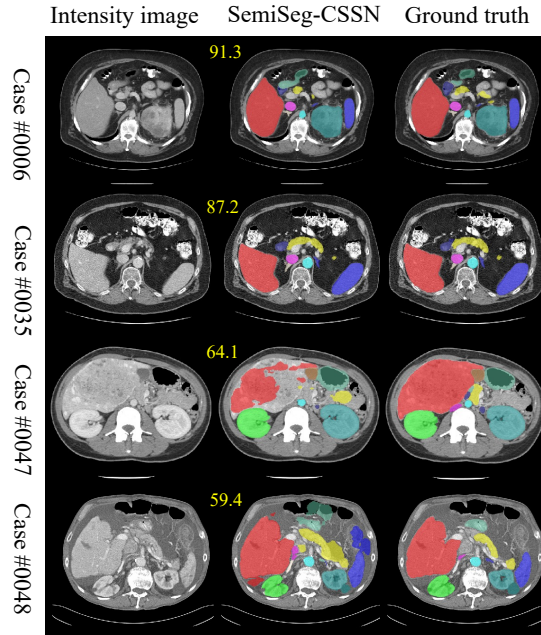 Intensity image SemiSeg-CSSN Ground truth
Case #0006
91.3
Case #0035
87.2
Case #0047
64.1
Case #0048
59.4